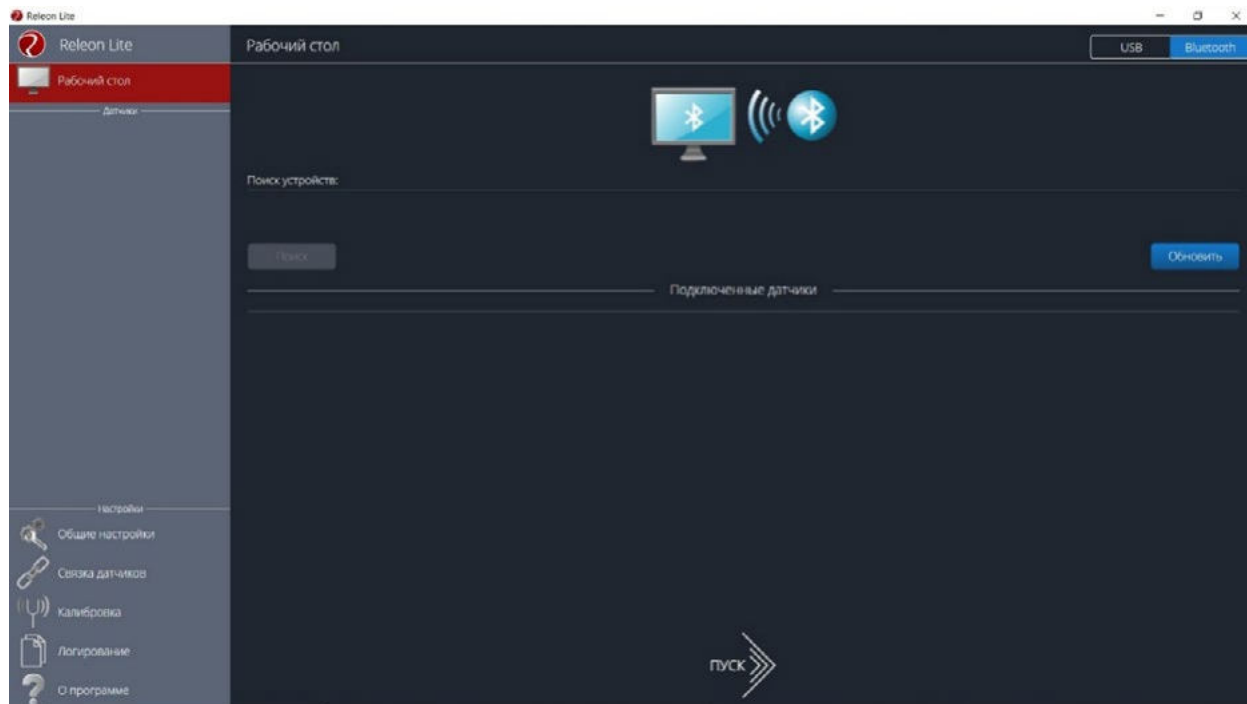 Releon Lite
Releon Lite
Рабочий стол
USB
Bluetooth
Рабочий стол
Датчики
Поиск устройств:
Поиск
Обновить
Подключенные датчики
Настройки
Общие настройки
Связка датчиков
Калибровка
Логирование
О программе
ПУСК